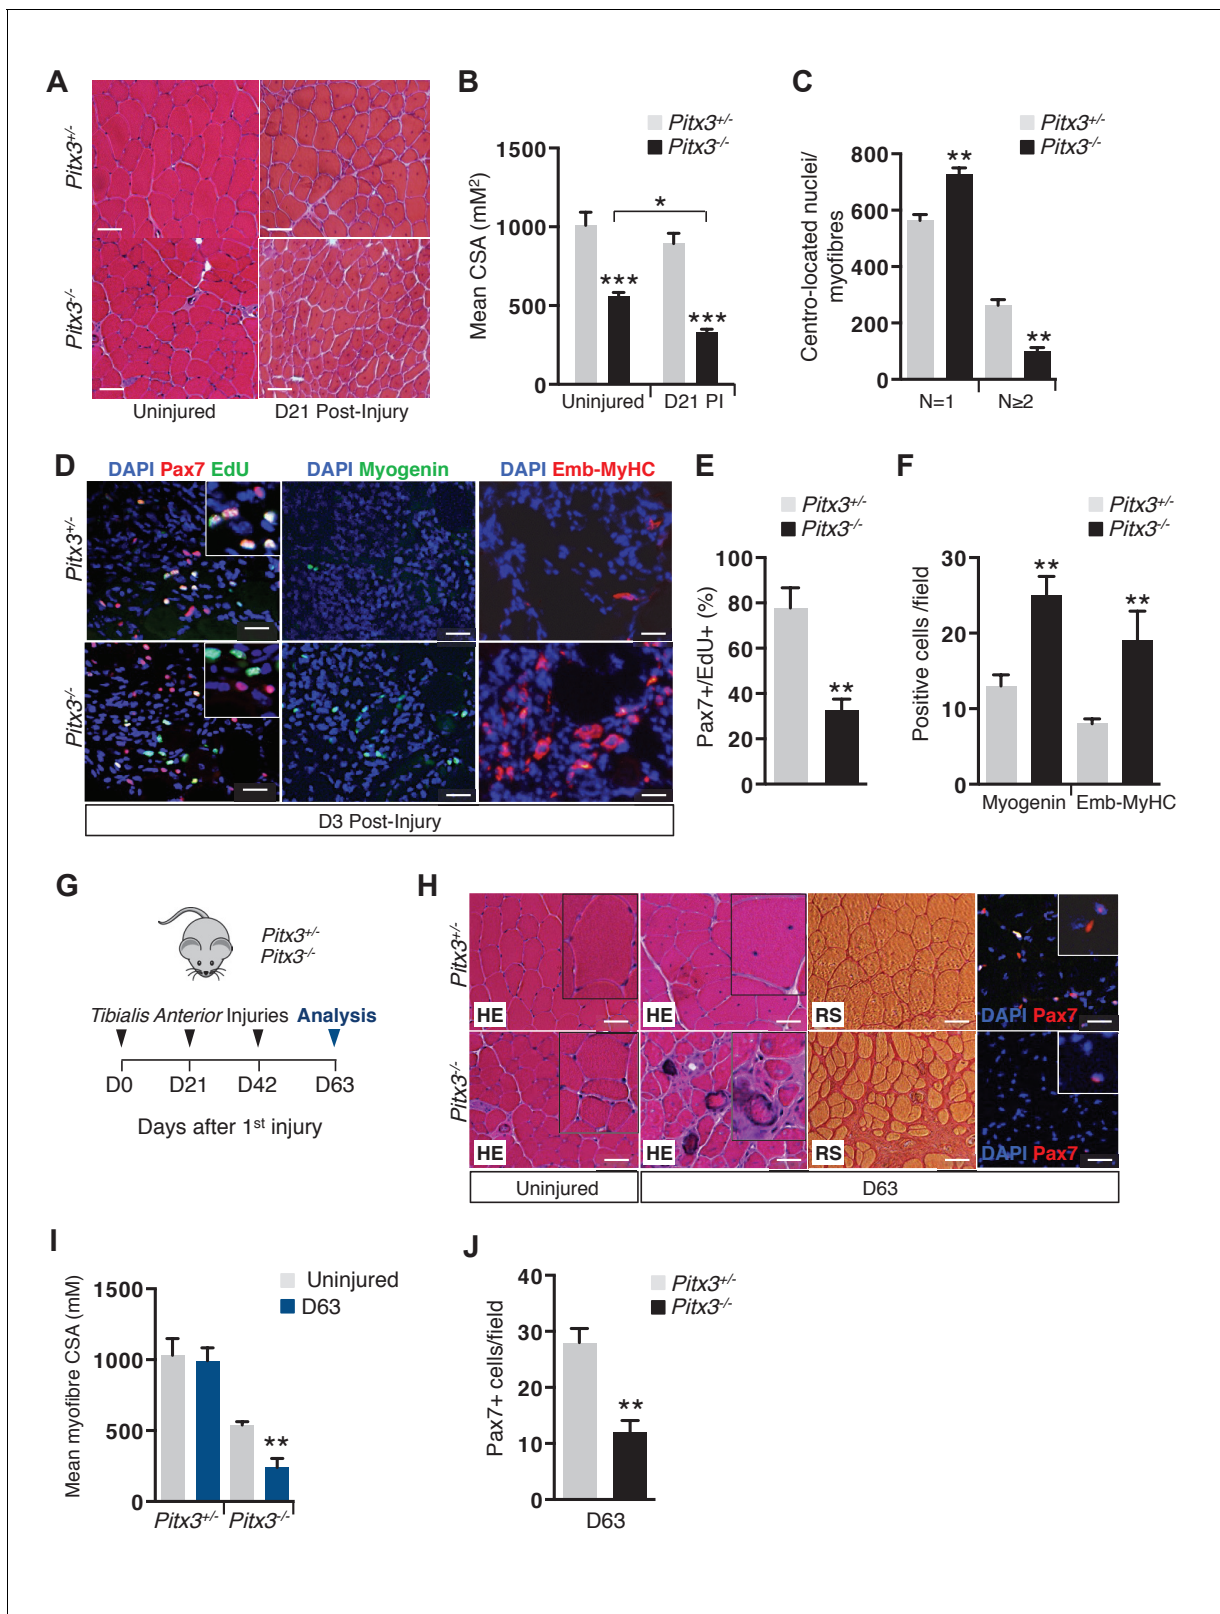 A
Pitx3+/-
Pitx3-/-
Uninjured
D21 Post-Injury
B
Pitx3+/-
Pitx3-/-
Mean CSA (mM²)
1500
1000
500
0
*
***
***
Uninjured
D21 PI
C
Pitx3+/-
Pitx3-/-
Centro-located nuclei/
myofibres
800
600
400
200
0
**
**
N=1
N≥2
D
DAPI Pax7 EdU
DAPI Myogenin
DAPI Emb-MyHC
Pitx3+/-
Pitx3-/-
D3 Post-Injury
E
Pitx3+/-
Pitx3-/-
Pax7+/EdU+ (%)
100
80
60
40
20
0
**
F
Pitx3+/-
Pitx3-/-
Positive cells /field
30
20
10
0
**
**
Myogenin
Emb-MyHC
G
Pitx3+/-
Pitx3-/-
Tibialis Anterior Injuries Analysis
D0
D21
D42
D63
Days after 1st injury
H
Pitx3+/-
Pitx3-/-
HE
HE
RS
DAPI Pax7
HE
HE
RS
DAPI Pax7
Uninjured
D63
I
Uninjured
D63
Mean myofibre CSA (mM)
1500
1000
500
0
**
Pitx3+/-
Pitx3-/-
J
Pitx3+/-
Pitx3-/-
Pax7+ cells/field
40
30
20
10
0
**
D63